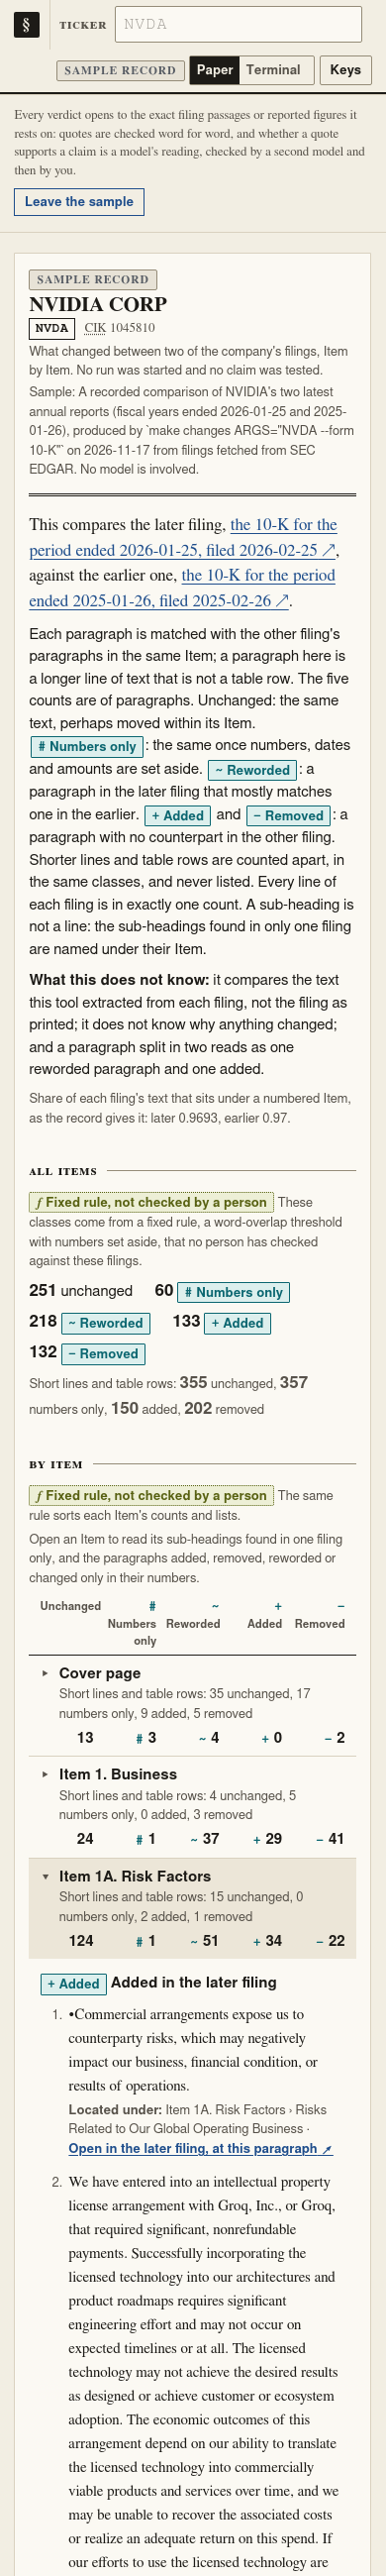 § TICKER NVDA
SAMPLE RECORD Paper Terminal Keys
Every verdict opens to the exact filing passages or reported figures it
rests on: quotes are checked word for word, and whether a quote
supports a claim is a model's reading, checked by a second model and
then by you.
Leave the sample
SAMPLE RECORD
NVIDIA CORP
NVDA CIK 1045810
What changed between two of the company's filings, Item
by Item. No run was started and no claim was tested.
Sample: A recorded comparison of NVIDIA's two latest
annual reports (fiscal years ended 2026-01-25 and 2025-
01-26), produced by `make changes ARGS="NVDA --form
10-K"` on 2026-11-17 from filings fetched from SEC
EDGAR. No model is involved.
This compares the later filing, the 10-K for the
period ended 2026-01-25, filed 2026-02-25 ↗,
against the earlier one, the 10-K for the period
ended 2025-01-26, filed 2025-02-26 ↗.
Each paragraph is matched with the other filing's
paragraphs in the same Item; a paragraph here is
a longer line of text that is not a table row. The five
counts are of paragraphs. Unchanged: the same
text, perhaps moved within its Item.
# Numbers only : the same once numbers, dates
and amounts are set aside. ~ Reworded : a
paragraph in the later filing that mostly matches
one in the earlier. + Added and − Removed : a
paragraph with no counterpart in the other filing.
Shorter lines and table rows are counted apart, in
the same classes, and never listed. Every line of
each filing is in exactly one count. A sub-heading is
not a line: the sub-headings found in only one filing
are named under their Item.
What this does not know: it compares the text
this tool extracted from each filing, not the filing as
printed; it does not know why anything changed;
and a paragraph split in two reads as one
reworded paragraph and one added.
Share of each filing's text that sits under a numbered Item,
as the record gives it: later 0.9693, earlier 0.97.
ALL ITEMS
ƒ Fixed rule, not checked by a person These
classes come from a fixed rule, a word-overlap threshold
with numbers set aside, that no person has checked
against these filings.
251 unchanged 60 # Numbers only
218 ~ Reworded 133 + Added
132 − Removed
Short lines and table rows: 355 unchanged, 357
numbers only, 150 added, 202 removed
BY ITEM
ƒ Fixed rule, not checked by a person The same
rule sorts each Item's counts and lists.
Open an Item to read its sub-headings found in one filing
only, and the paragraphs added, removed, reworded or
changed only in their numbers.
Unchanged # ~ + −
Numbers Reworded Added Removed
only
▸ Cover page
Short lines and table rows: 35 unchanged, 17
numbers only, 9 added, 5 removed
13 # 3 ~ 4 + 0 − 2
▸ Item 1. Business
Short lines and table rows: 4 unchanged, 5
numbers only, 0 added, 3 removed
24 # 1 ~ 37 + 29 − 41
▾ Item 1A. Risk Factors
Short lines and table rows: 15 unchanged, 0
numbers only, 2 added, 1 removed
124 # 1 ~ 51 + 34 − 22
+ Added Added in the later filing
1. •Commercial arrangements expose us to
counterparty risks, which may negatively
impact our business, financial condition, or
results of operations.
Located under: Item 1A. Risk Factors › Risks
Related to Our Global Operating Business ·
Open in the later filing, at this paragraph ↗
2. We have entered into an intellectual property
license arrangement with Groq, Inc., or Groq,
that required significant, nonrefundable
payments. Successfully incorporating the
licensed technology into our architectures and
product roadmaps requires significant
engineering effort and may not occur on
expected timelines or at all. The licensed
technology may not achieve the desired results
as designed or achieve customer or ecosystem
adoption. The economic outcomes of this
arrangement depend on our ability to translate
the licensed technology into commercially
viable products and services over time, and we
may be unable to recover the associated costs
or realize an adequate return on this spend. If
our efforts to use the licensed technology are